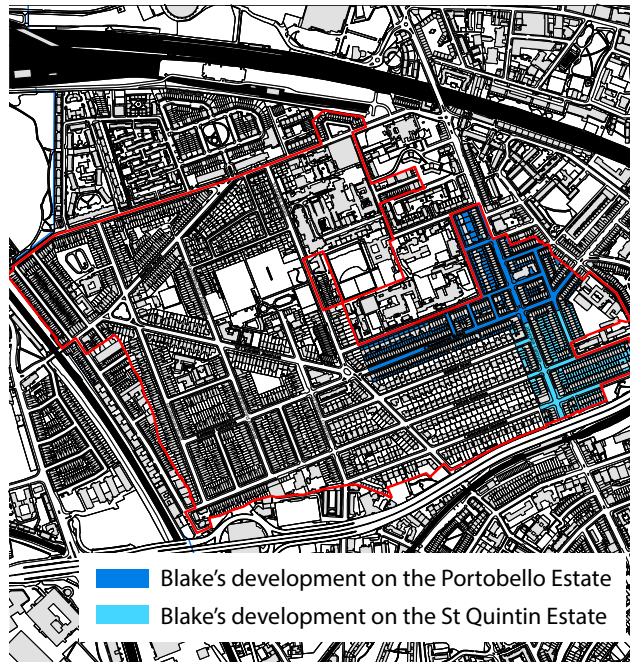 Blake’s development on the Portobello Estate
Blake’s development on the St Quintin Estate